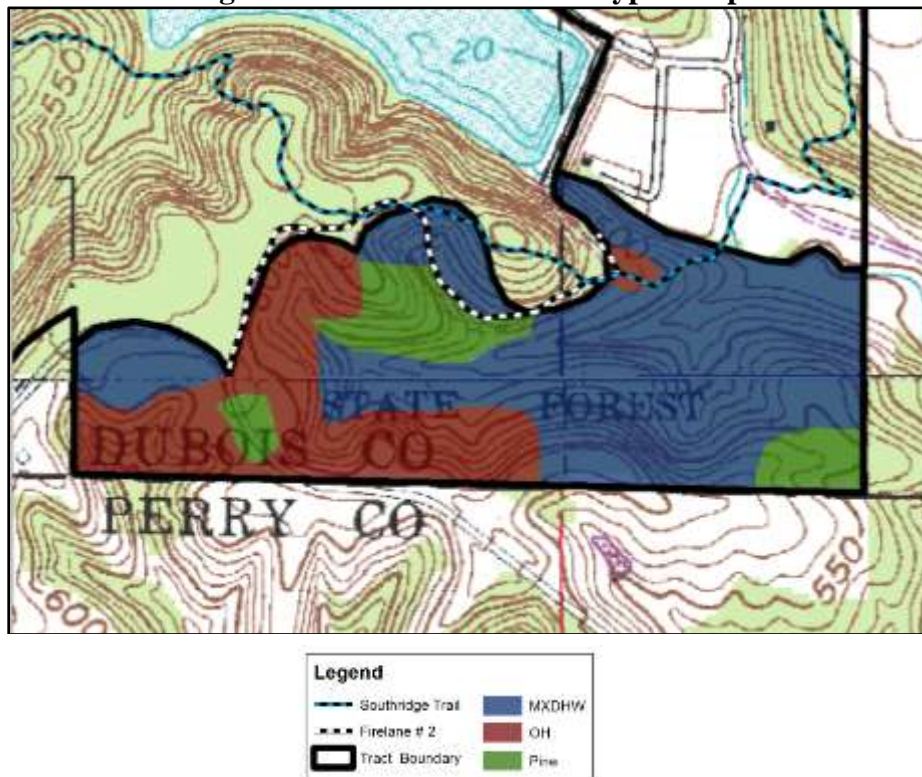 20
550
STATE FOREST
DUBOIS CO
PERRY CO
550
600
Legend
Southridge Trail
MXDHW
Firelane # 2
OH
Tract Boundary
Pine